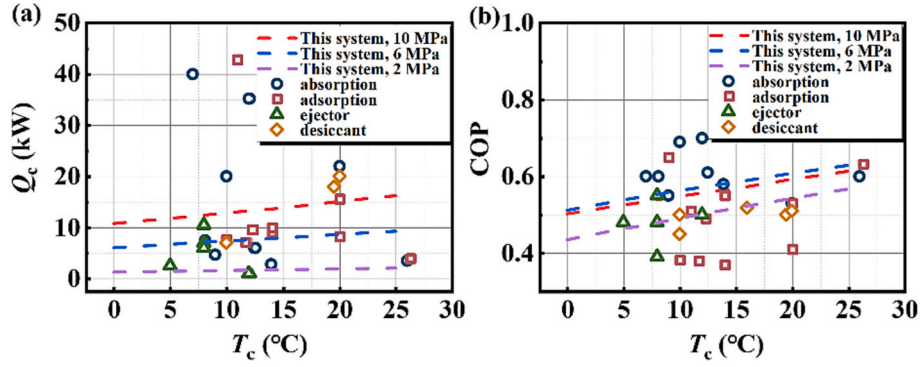 (a)
50
40
30
20
10
0
Qc (kW)
This system, 10 MPa
This system, 6 MPa
This system, 2 MPa
absorption
adsorption
ejector
desiccant
0 5 10 15 20 25 30
Tc (°C)
(b)
1.0
0.8
0.6
0.4
COP
This system, 10 MPa
This system, 6 MPa
This system, 2 MPa
absorption
adsorption
ejector
desiccant
0 5 10 15 20 25 30
Tc (°C)